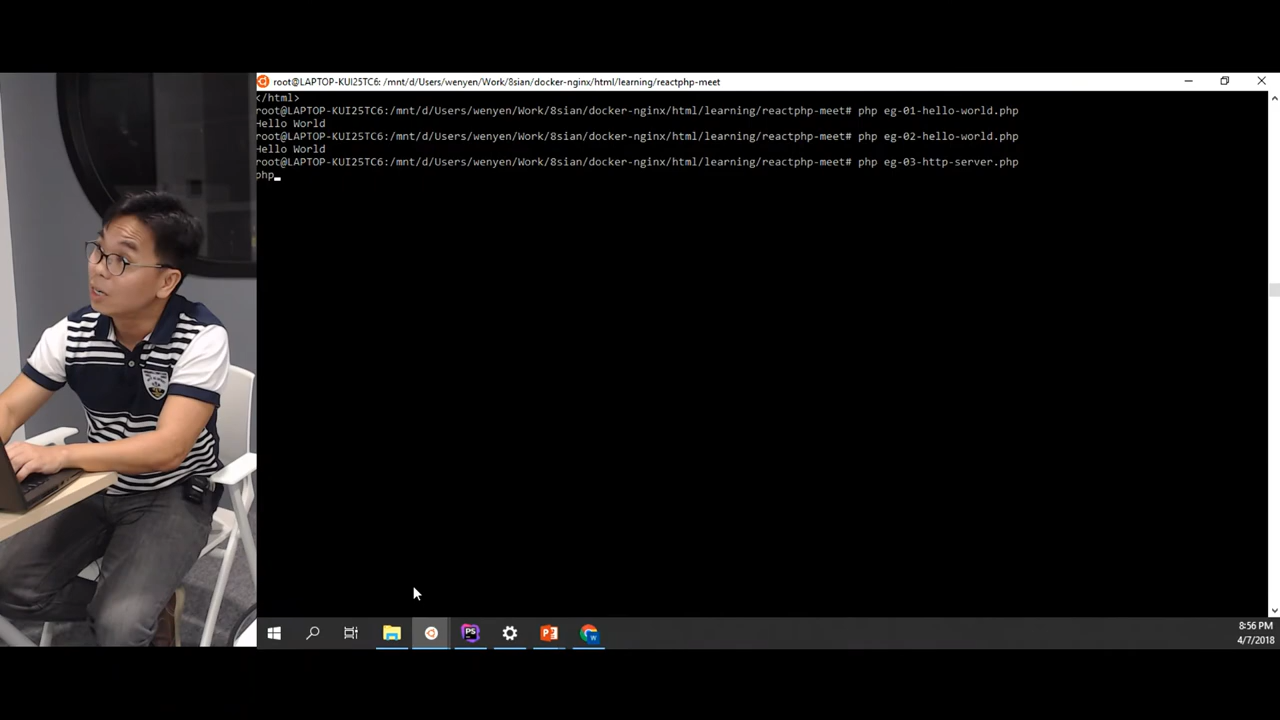 root@LAPTOP-KUI25TC6: /mnt/d/Users/wenyen/Work/8sian/docker-nginx/html/learning/reactphp-meet
</html>
root@LAPTOP-KUI25TC6:/mnt/d/Users/wenyen/Work/8sian/docker-nginx/html/learning/reactphp-meet# php eg-01-hello-world.php
Hello World
root@LAPTOP-KUI25TC6:/mnt/d/Users/wenyen/Work/8sian/docker-nginx/html/learning/reactphp-meet# php eg-02-hello-world.php
Hello World
root@LAPTOP-KUI25TC6:/mnt/d/Users/wenyen/Work/8sian/docker-nginx/html/learning/reactphp-meet# php eg-03-http-server.php
php
PS
P
W
8:56 PM
4/7/2018